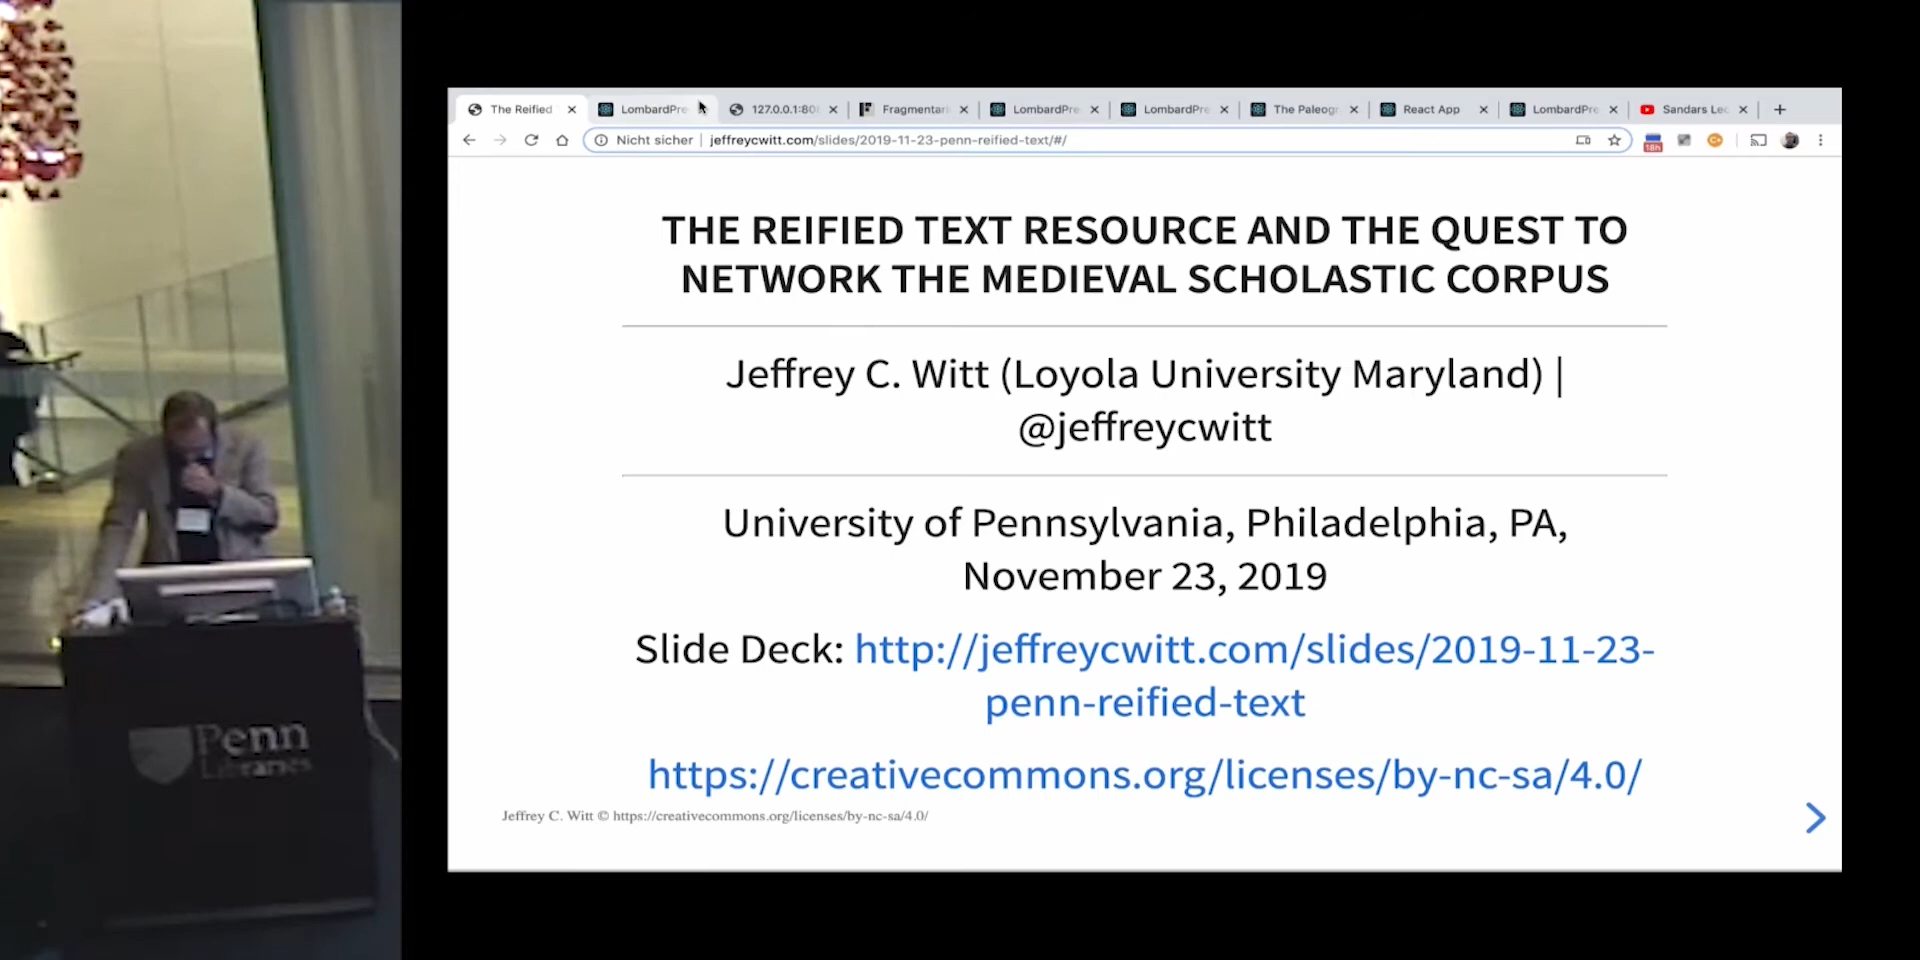 The Reified
LombardPre
127.0.0.1:80
Fragmentari
LombardPre
LombardPre
The Paleogr
React App
LombardPre
Sandars Lec
Nicht sicher | jeffreycwitt.com/slides/2019-11-23-penn-reified-text/#/
18h
THE REIFIED TEXT RESOURCE AND THE QUEST TO
NETWORK THE MEDIEVAL SCHOLASTIC CORPUS
Jeffrey C. Witt (Loyola University Maryland) |
@jeffreycwitt
University of Pennsylvania, Philadelphia, PA,
November 23, 2019
Slide Deck: http://jeffreycwitt.com/slides/2019-11-23-
penn-reified-text
https://creativecommons.org/licenses/by-nc-sa/4.0/
Jeffrey C. Witt © https://creativecommons.org/licenses/by-nc-sa/4.0/
Penn
Libraries